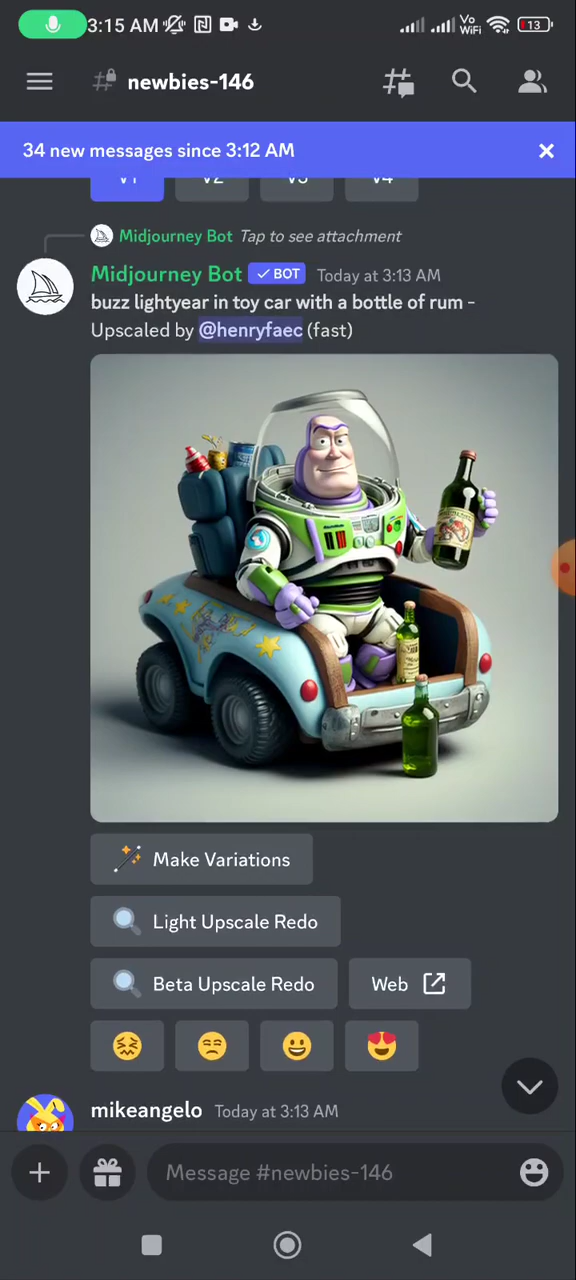 3:15 AM
Vo
WiFi
13
newbies-146
34 new messages since 3:12 AM
V1 V2 V3 V4
Midjourney Bot Tap to see attachment
Midjourney Bot BOT Today at 3:13 AM
buzz lightyear in toy car with a bottle of rum -
Upscaled by @henryfaec (fast)
Make Variations
Light Upscale Redo
Beta Upscale Redo Web
mikeangelo Today at 3:13 AM
Message #newbies-146